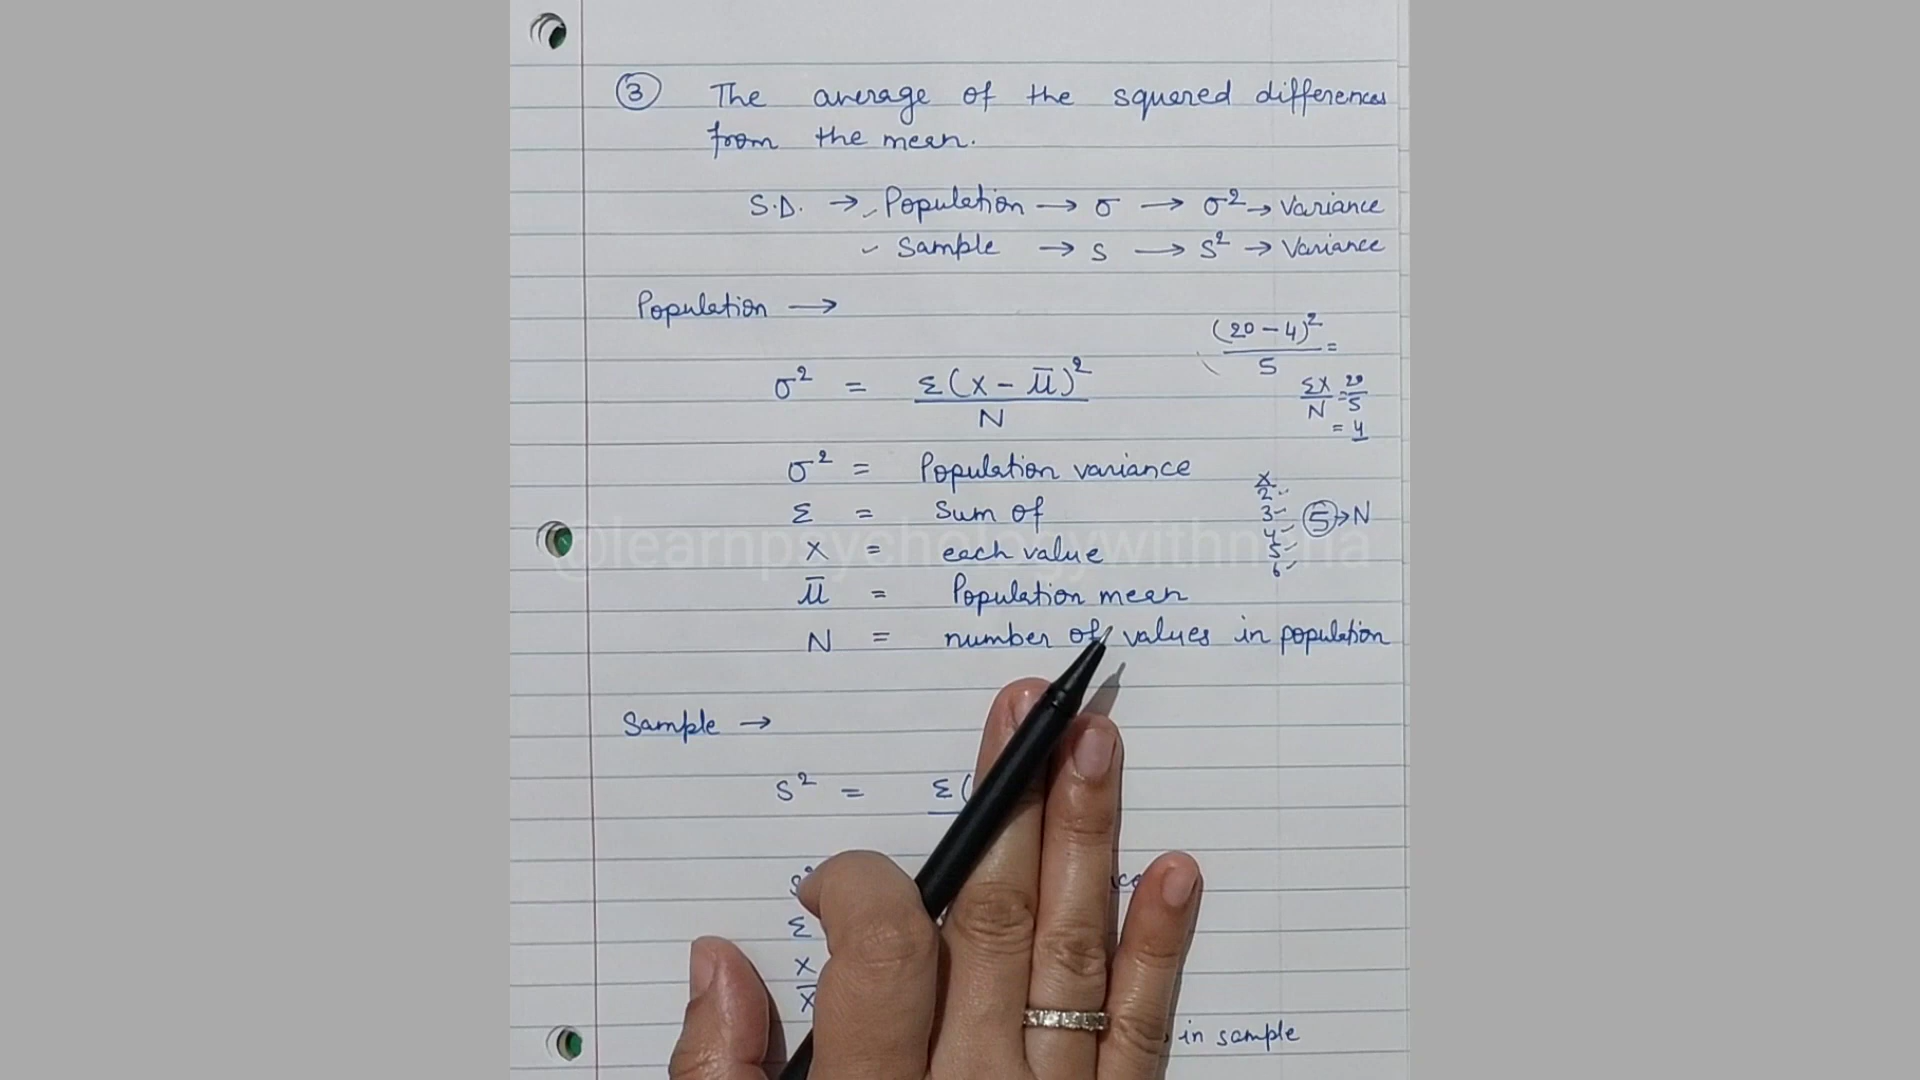 ③ The average of the squared differences
from the mean.
S.D. → Population → σ → σ² → Variance
Sample → S → S² → Variance
Population →
(20 - 4)² / 5 =
σ² = Σ(X - μ̅)² / N
ΣX / N = 20 / 5
= 4
σ² = Population variance
Σ = Sum of
X = each value
μ̅ = Population mean
N = number of values in population
X
2
3
4
5
6
⑤ → N
@learnpsychologywithn
Sample →
S² = Σ(
Σ
X
X̅
in sample